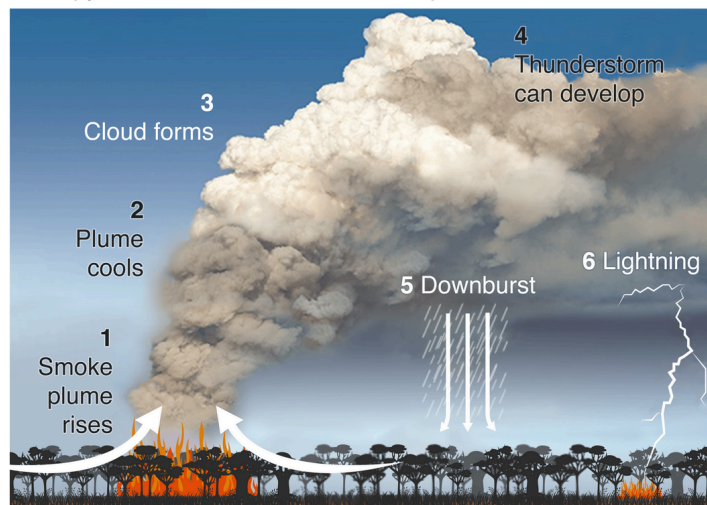 1
Smoke
plume
rises
2
Plume
cools
3
Cloud forms
4
Thunderstorm
can develop
5 Downburst
6 Lightning